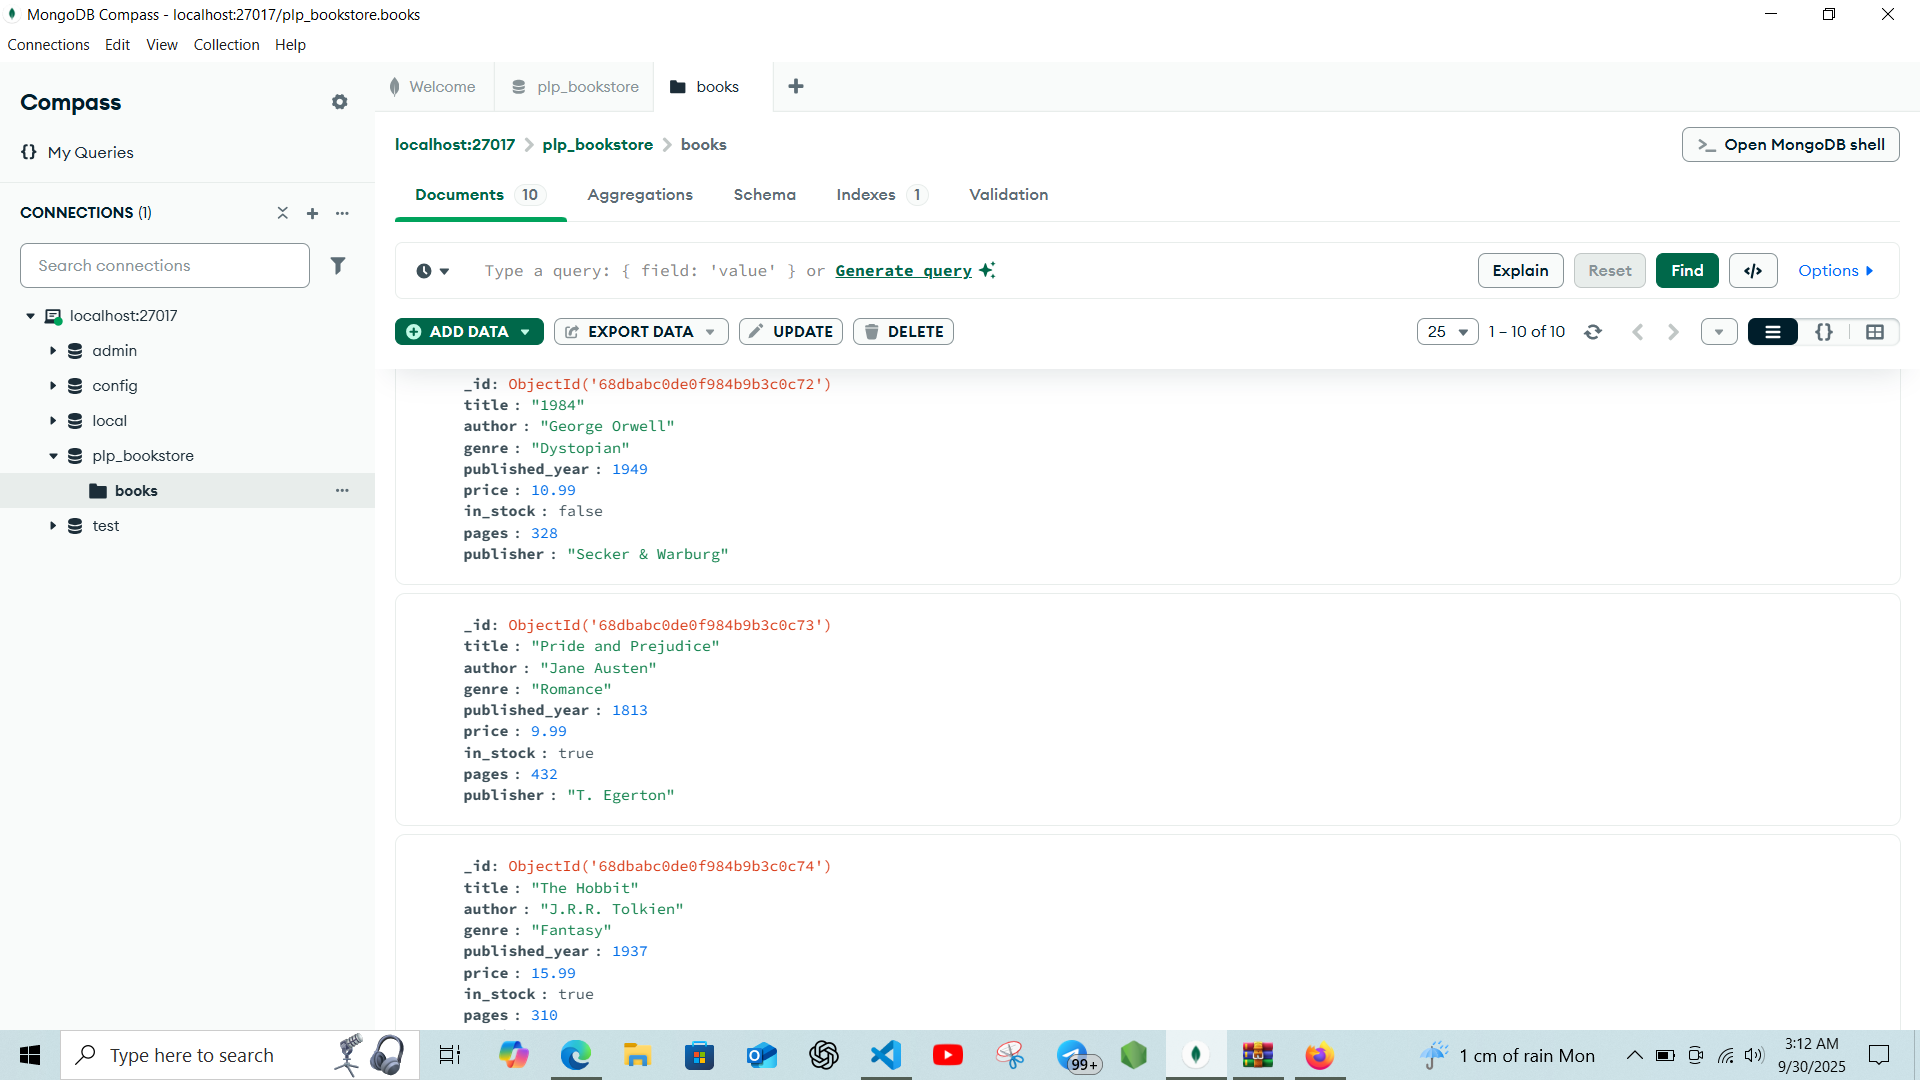 MongoDB Compass - localhost:27017/plp_bookstore.books
Connections Edit View Collection Help
Compass
{} My Queries
CONNECTIONS (1)
Search connections
localhost:27017
admin
config
local
plp_bookstore
books
test
Welcome plp_bookstore books
localhost:27017 > plp_bookstore > books
>_ Open MongoDB shell
Documents 10 Aggregations Schema Indexes 1 Validation
Type a query: { field: 'value' } or Generate query
Explain Reset Find </> Options
ADD DATA EXPORT DATA UPDATE DELETE
25 1 – 10 of 10 {}
_id: ObjectId('68dbabc0de0f984b9b3c0c72')
title : "1984"
author : "George Orwell"
genre : "Dystopian"
published_year : 1949
price : 10.99
in_stock : false
pages : 328
publisher : "Secker & Warburg"
_id: ObjectId('68dbabc0de0f984b9b3c0c73')
title : "Pride and Prejudice"
author : "Jane Austen"
genre : "Romance"
published_year : 1813
price : 9.99
in_stock : true
pages : 432
publisher : "T. Egerton"
_id: ObjectId('68dbabc0de0f984b9b3c0c74')
title : "The Hobbit"
author : "J.R.R. Tolkien"
genre : "Fantasy"
published_year : 1937
price : 15.99
in_stock : true
pages : 310
Type here to search
99+
1 cm of rain Mon
3:12 AM
9/30/2025